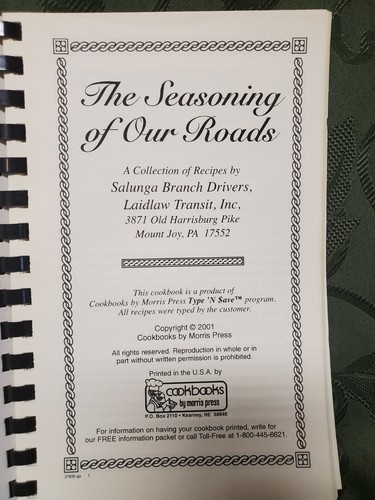 The Seasoning
of Our Roads
A Collection of Recipes by
Salunga Branch Drivers,
Laidlaw Transit, Inc,
3871 Old Harrisburg Pike
Mount Joy, PA 17552
This cookbook is a product of
Cookbooks by Morris Press Type 'N Save™ program.
All recipes were typed by the customer.
Copyright © 2001
Cookbooks by Morris Press
All rights reserved. Reproduction in whole or in
part without written permission is prohibited.
Printed in the U.S.A. by
cookbooks
by morris press
P.O. Box 2110 • Kearney, NE 68848
For information on having your cookbook printed, write for
our FREE information packet or call Toll-Free at 1-800-445-6621.